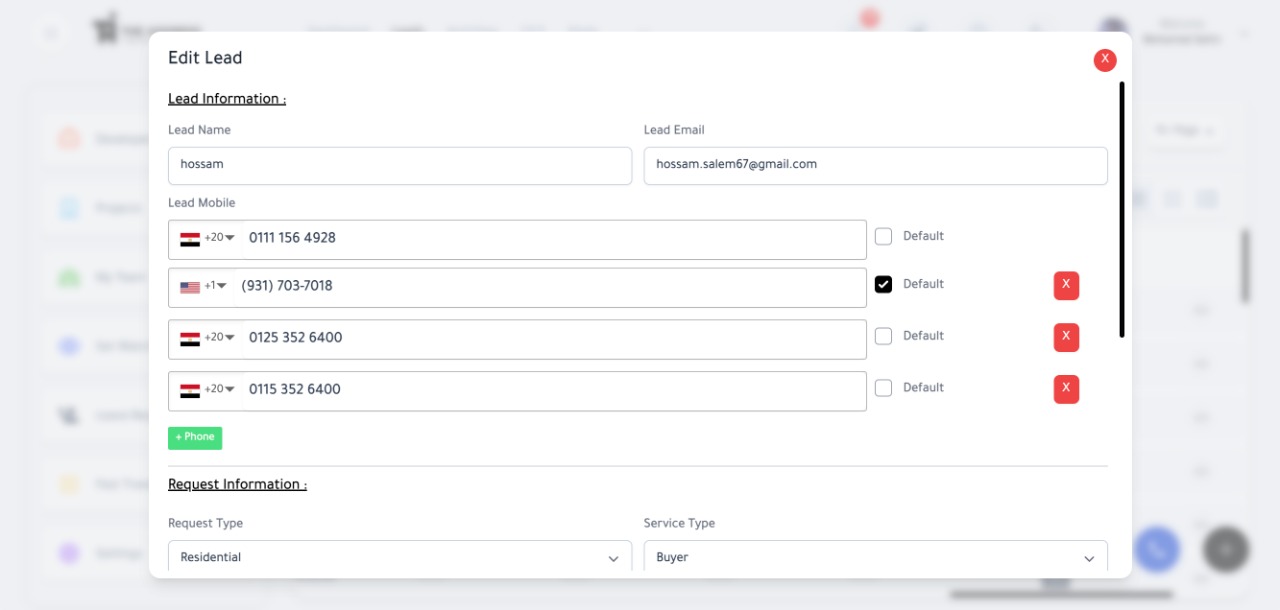 Edit Lead
X
Lead Information :
Lead Name
Lead Email
hossam
hossam.salem67@gmail.com
Lead Mobile
+20 0111 156 4928 Default
+1 (931) 703-7018 Default X
+20 0125 352 6400 Default X
+20 0115 352 6400 Default X
+ Phone
Request Information :
Request Type
Service Type
Residential
Buyer